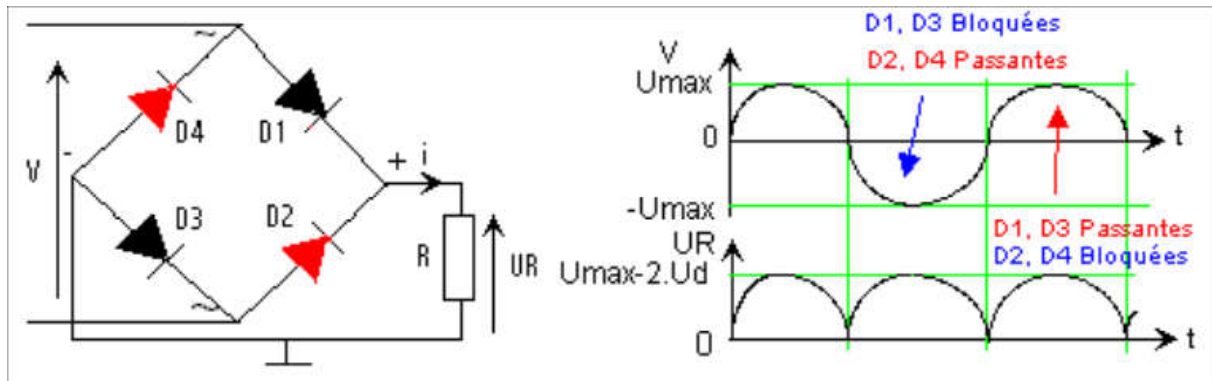 ~
D4
D1
V
-
+ i
D3
D2
R
UR
~
D1, D3 Bloquées
D2, D4 Passantes
V
Umax
0
t
-Umax
D1, D3 Passantes
D2, D4 Bloquées
UR
Umax-2.Ud
0
t